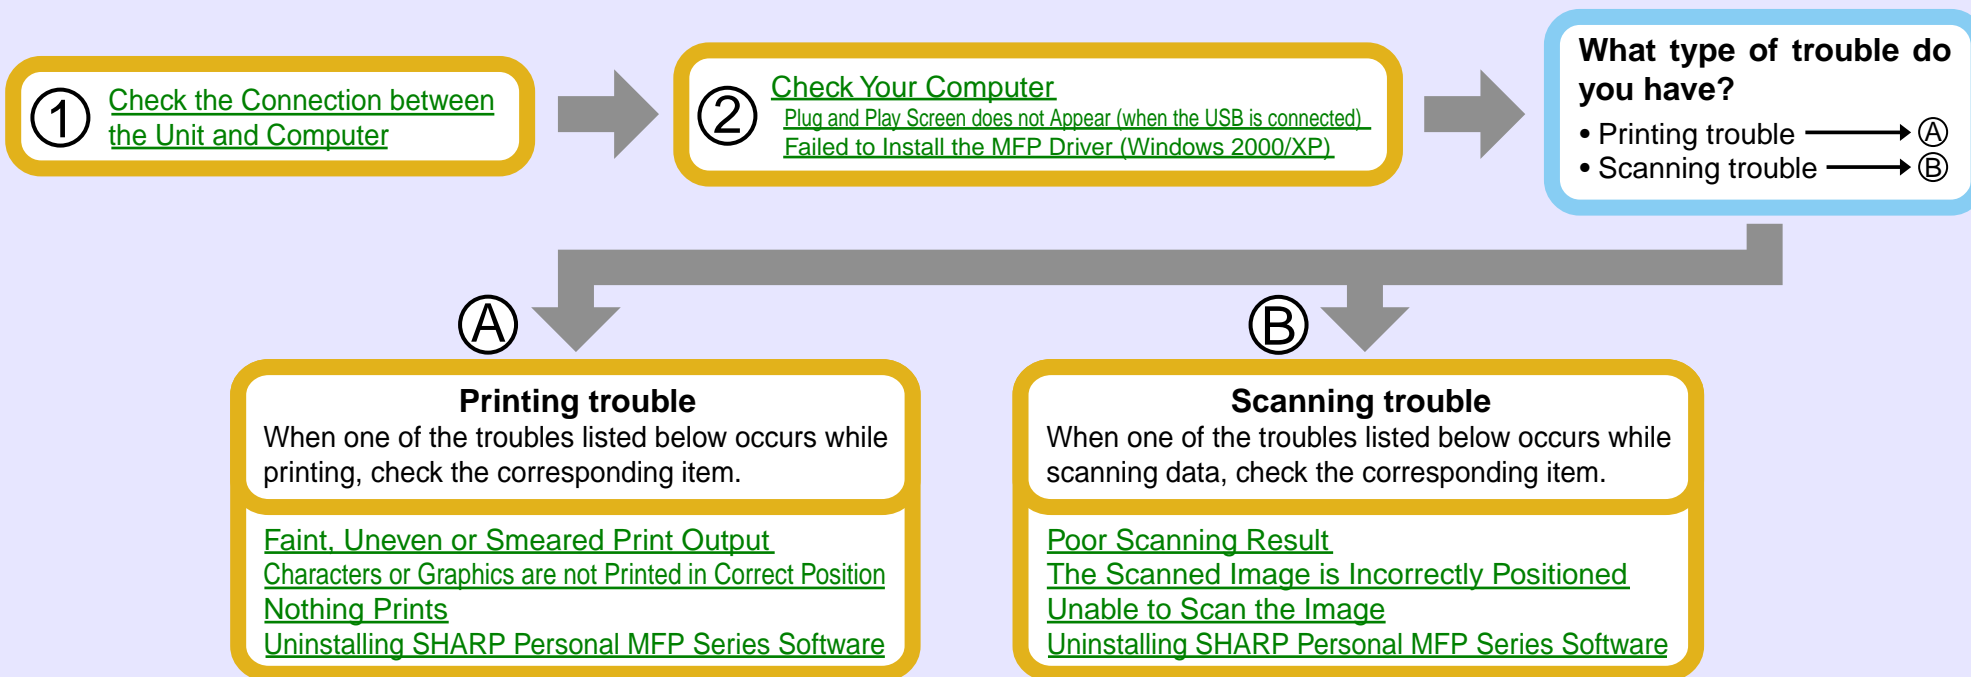 ① Check the Connection between
the Unit and Computer
② Check Your Computer
Plug and Play Screen does not Appear (when the USB is connected)
Failed to Install the MFP Driver (Windows 2000/XP)
What type of trouble do
you have?
• Printing trouble → Ⓐ
• Scanning trouble → Ⓑ
Ⓐ
Printing trouble
When one of the troubles listed below occurs while
printing, check the corresponding item.
Faint, Uneven or Smeared Print Output
Characters or Graphics are not Printed in Correct Position
Nothing Prints
Uninstalling SHARP Personal MFP Series Software
Ⓑ
Scanning trouble
When one of the troubles listed below occurs while
scanning data, check the corresponding item.
Poor Scanning Result
The Scanned Image is Incorrectly Positioned
Unable to Scan the Image
Uninstalling SHARP Personal MFP Series Software